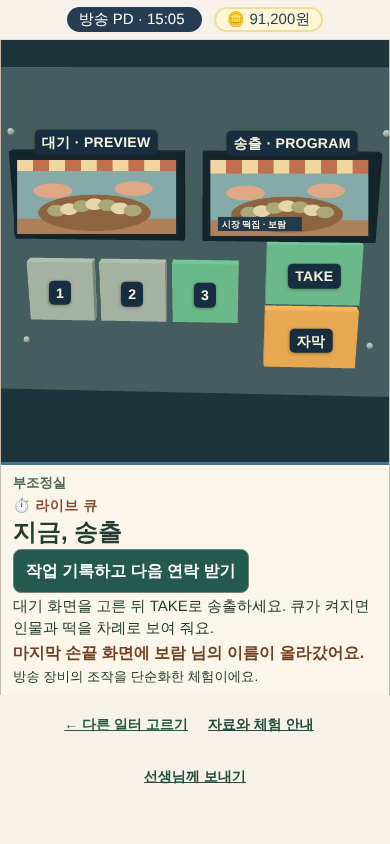 방송 PD · 15:05
91,200원
대기 · PREVIEW
송출 · PROGRAM
시장 떡집 · 보람
1
2
3
TAKE
자막
부조정실
라이브 큐
지금, 송출
작업 기록하고 다음 연락 받기
대기 화면을 고른 뒤 TAKE로 송출하세요. 큐가 켜지면
인물과 떡을 차례로 보여 줘요.
마지막 손끝 화면에 보람 님의 이름이 올라갔어요.
방송 장비의 조작을 단순화한 체험이에요.
← 다른 일터 고르기
자료와 체험 안내
선생님께 보내기